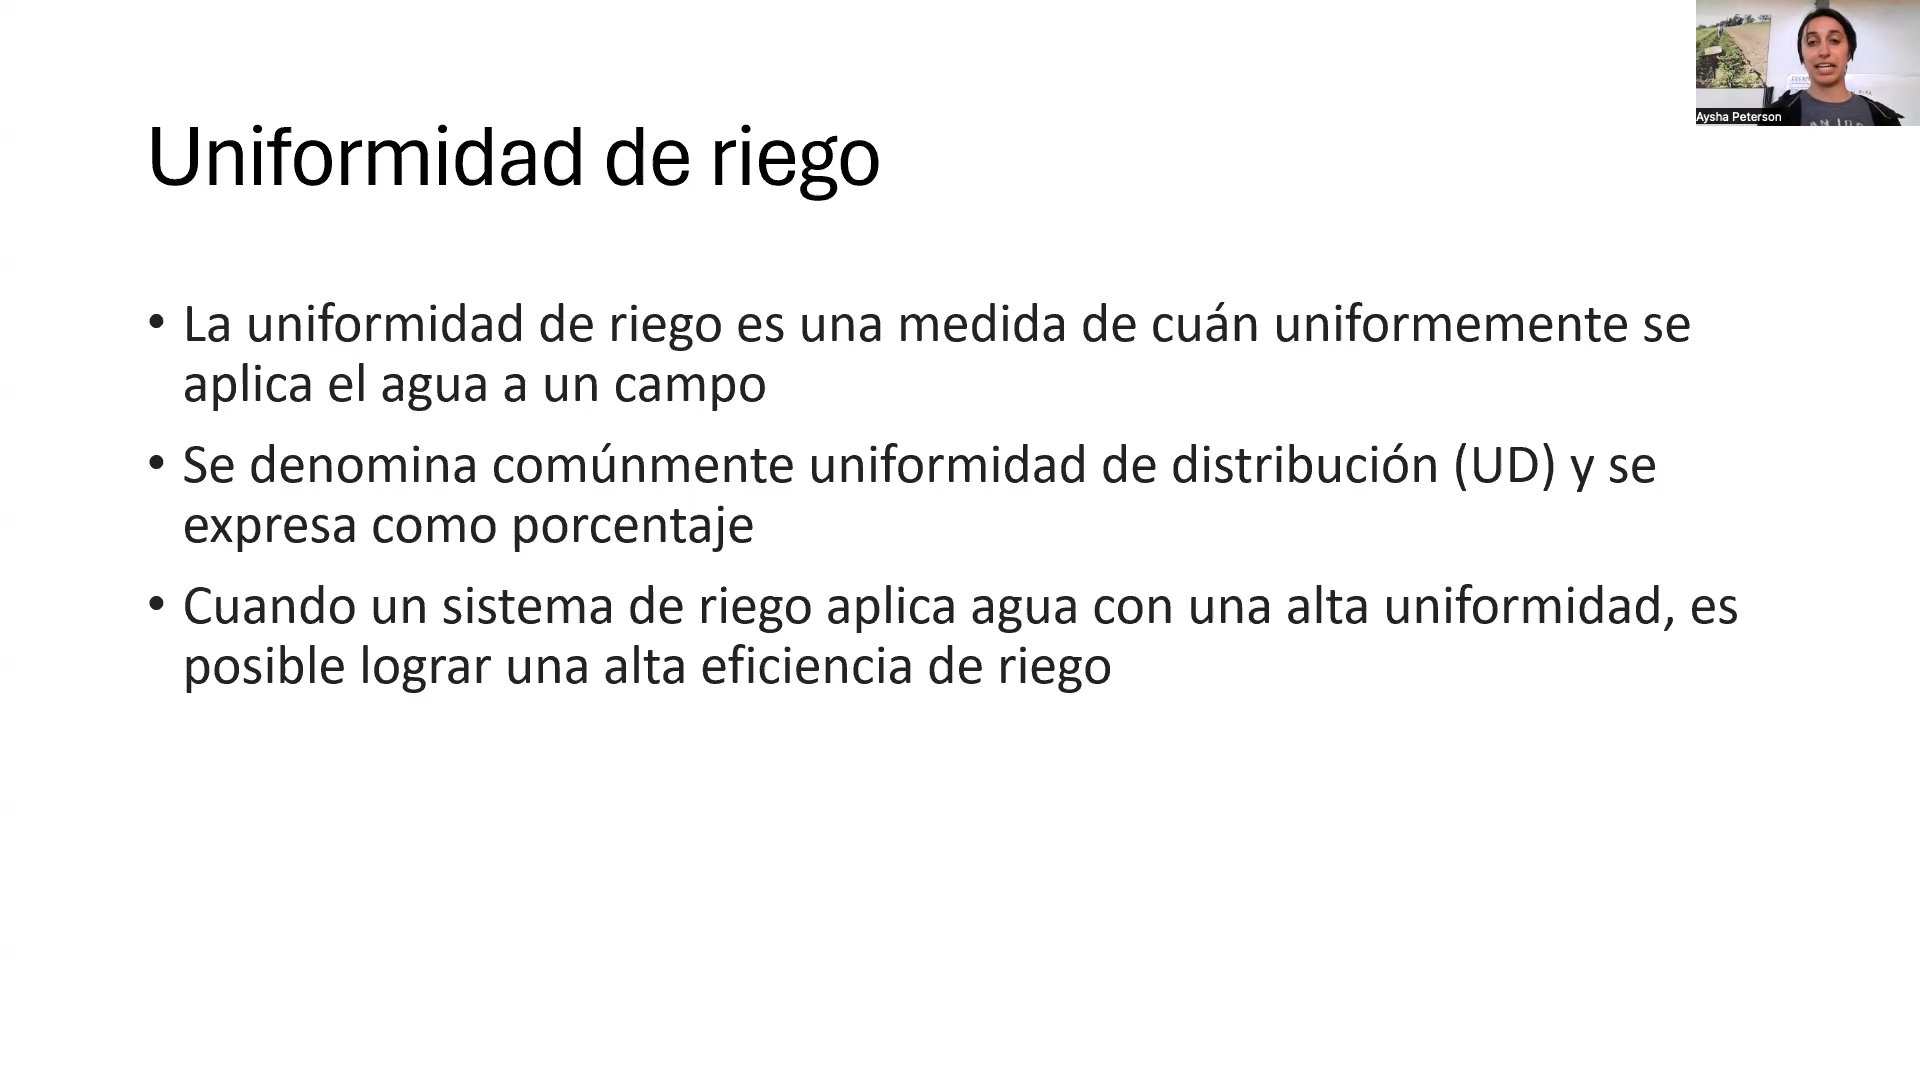 Uniformidad de riego
• La uniformidad de riego es una medida de cuán uniformemente se
aplica el agua a un campo
• Se denomina comúnmente uniformidad de distribución (UD) y se
expresa como porcentaje
• Cuando un sistema de riego aplica agua con una alta uniformidad, es
posible lograr una alta eficiencia de riego
Aysha Peterson